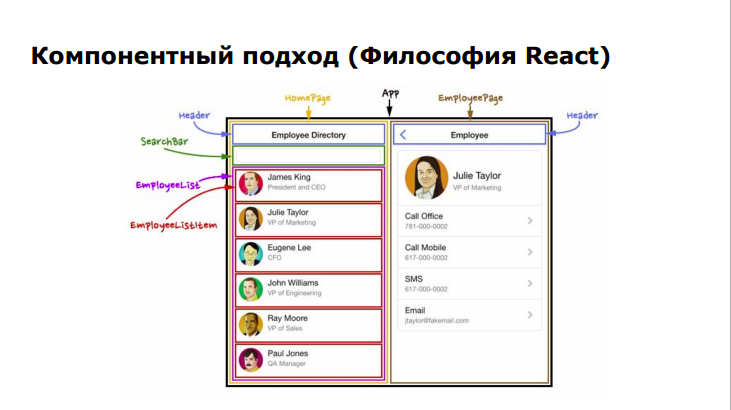 Компонентный подход (Философия React)
HomePage
App
EmployeePage
Header
Header
SearchBar
EmployeeList
EmployeeListItem
Employee Directory
James King
President and CEO
Julie Taylor
VP of Marketing
Eugene Lee
CFO
John Williams
VP of Engineering
Ray Moore
VP of Sales
Paul Jones
QA Manager
Employee
Julie Taylor
VP of Marketing
Call Office
781-000-0002
Call Mobile
617-000-0002
SMS
617-000-0002
Email
jtaylor@fakemail.com